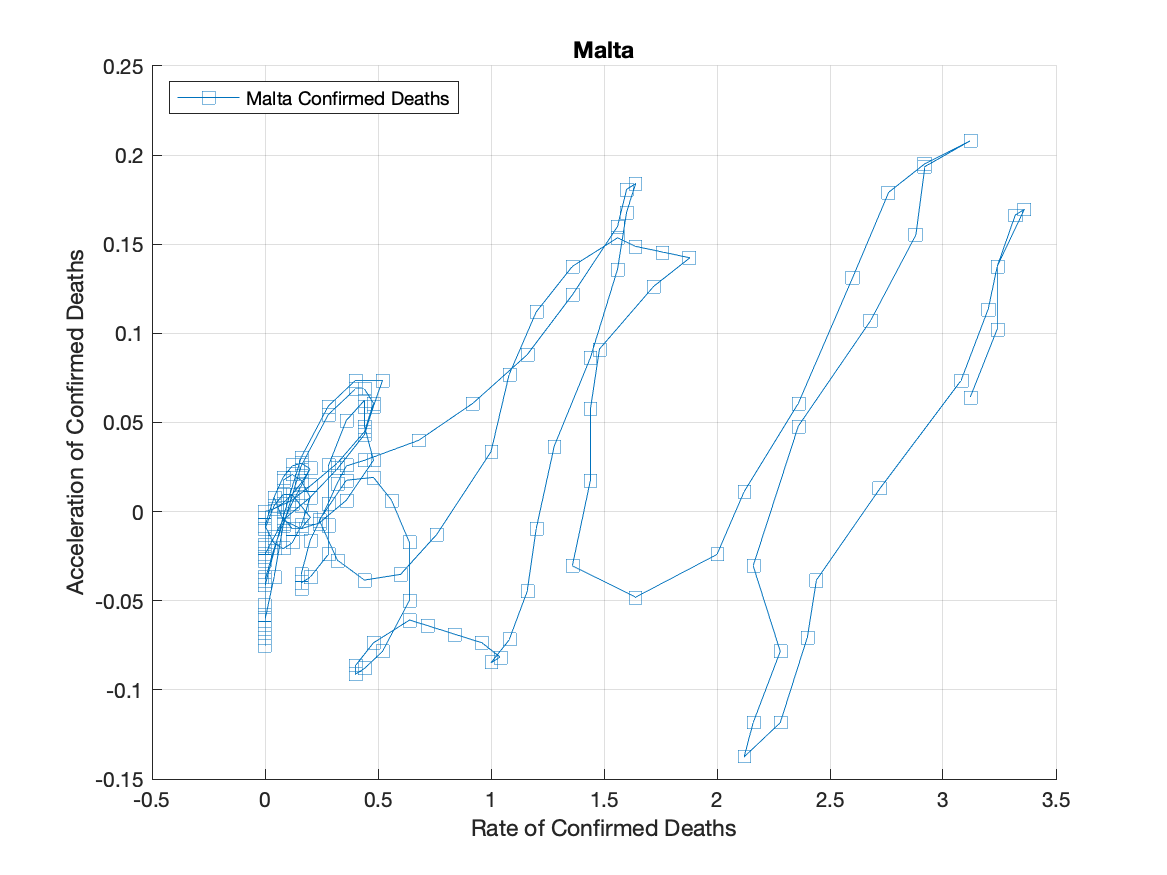 Malta
Malta Confirmed Deaths
0.25
0.2
0.15
0.1
0.05
0
-0.05
-0.1
-0.15
Acceleration of Confirmed Deaths
-0.5 0 0.5 1 1.5 2 2.5 3 3.5
Rate of Confirmed Deaths